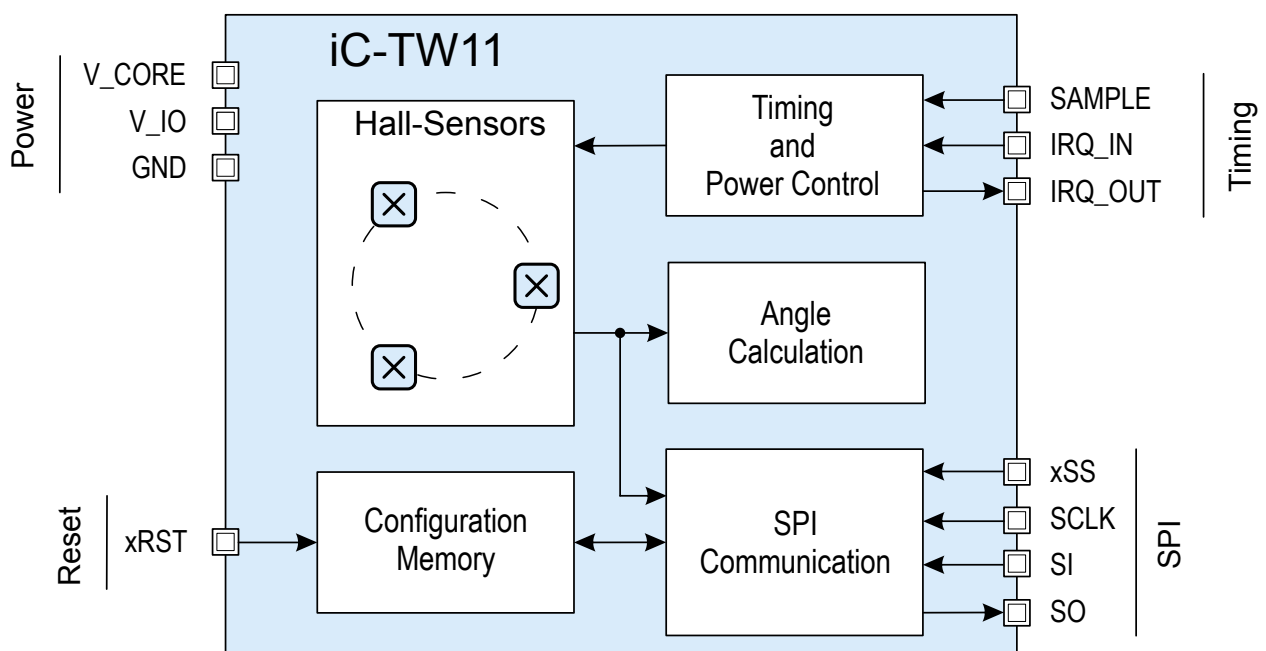 iC-TW11
Power
V_CORE
V_IO
GND
Hall-Sensors
Timing
and
Power Control
SAMPLE
IRQ_IN
IRQ_OUT
Timing
Angle
Calculation
Reset
xRST
Configuration
Memory
SPI
Communication
xSS
SCLK
SI
SO
SPI